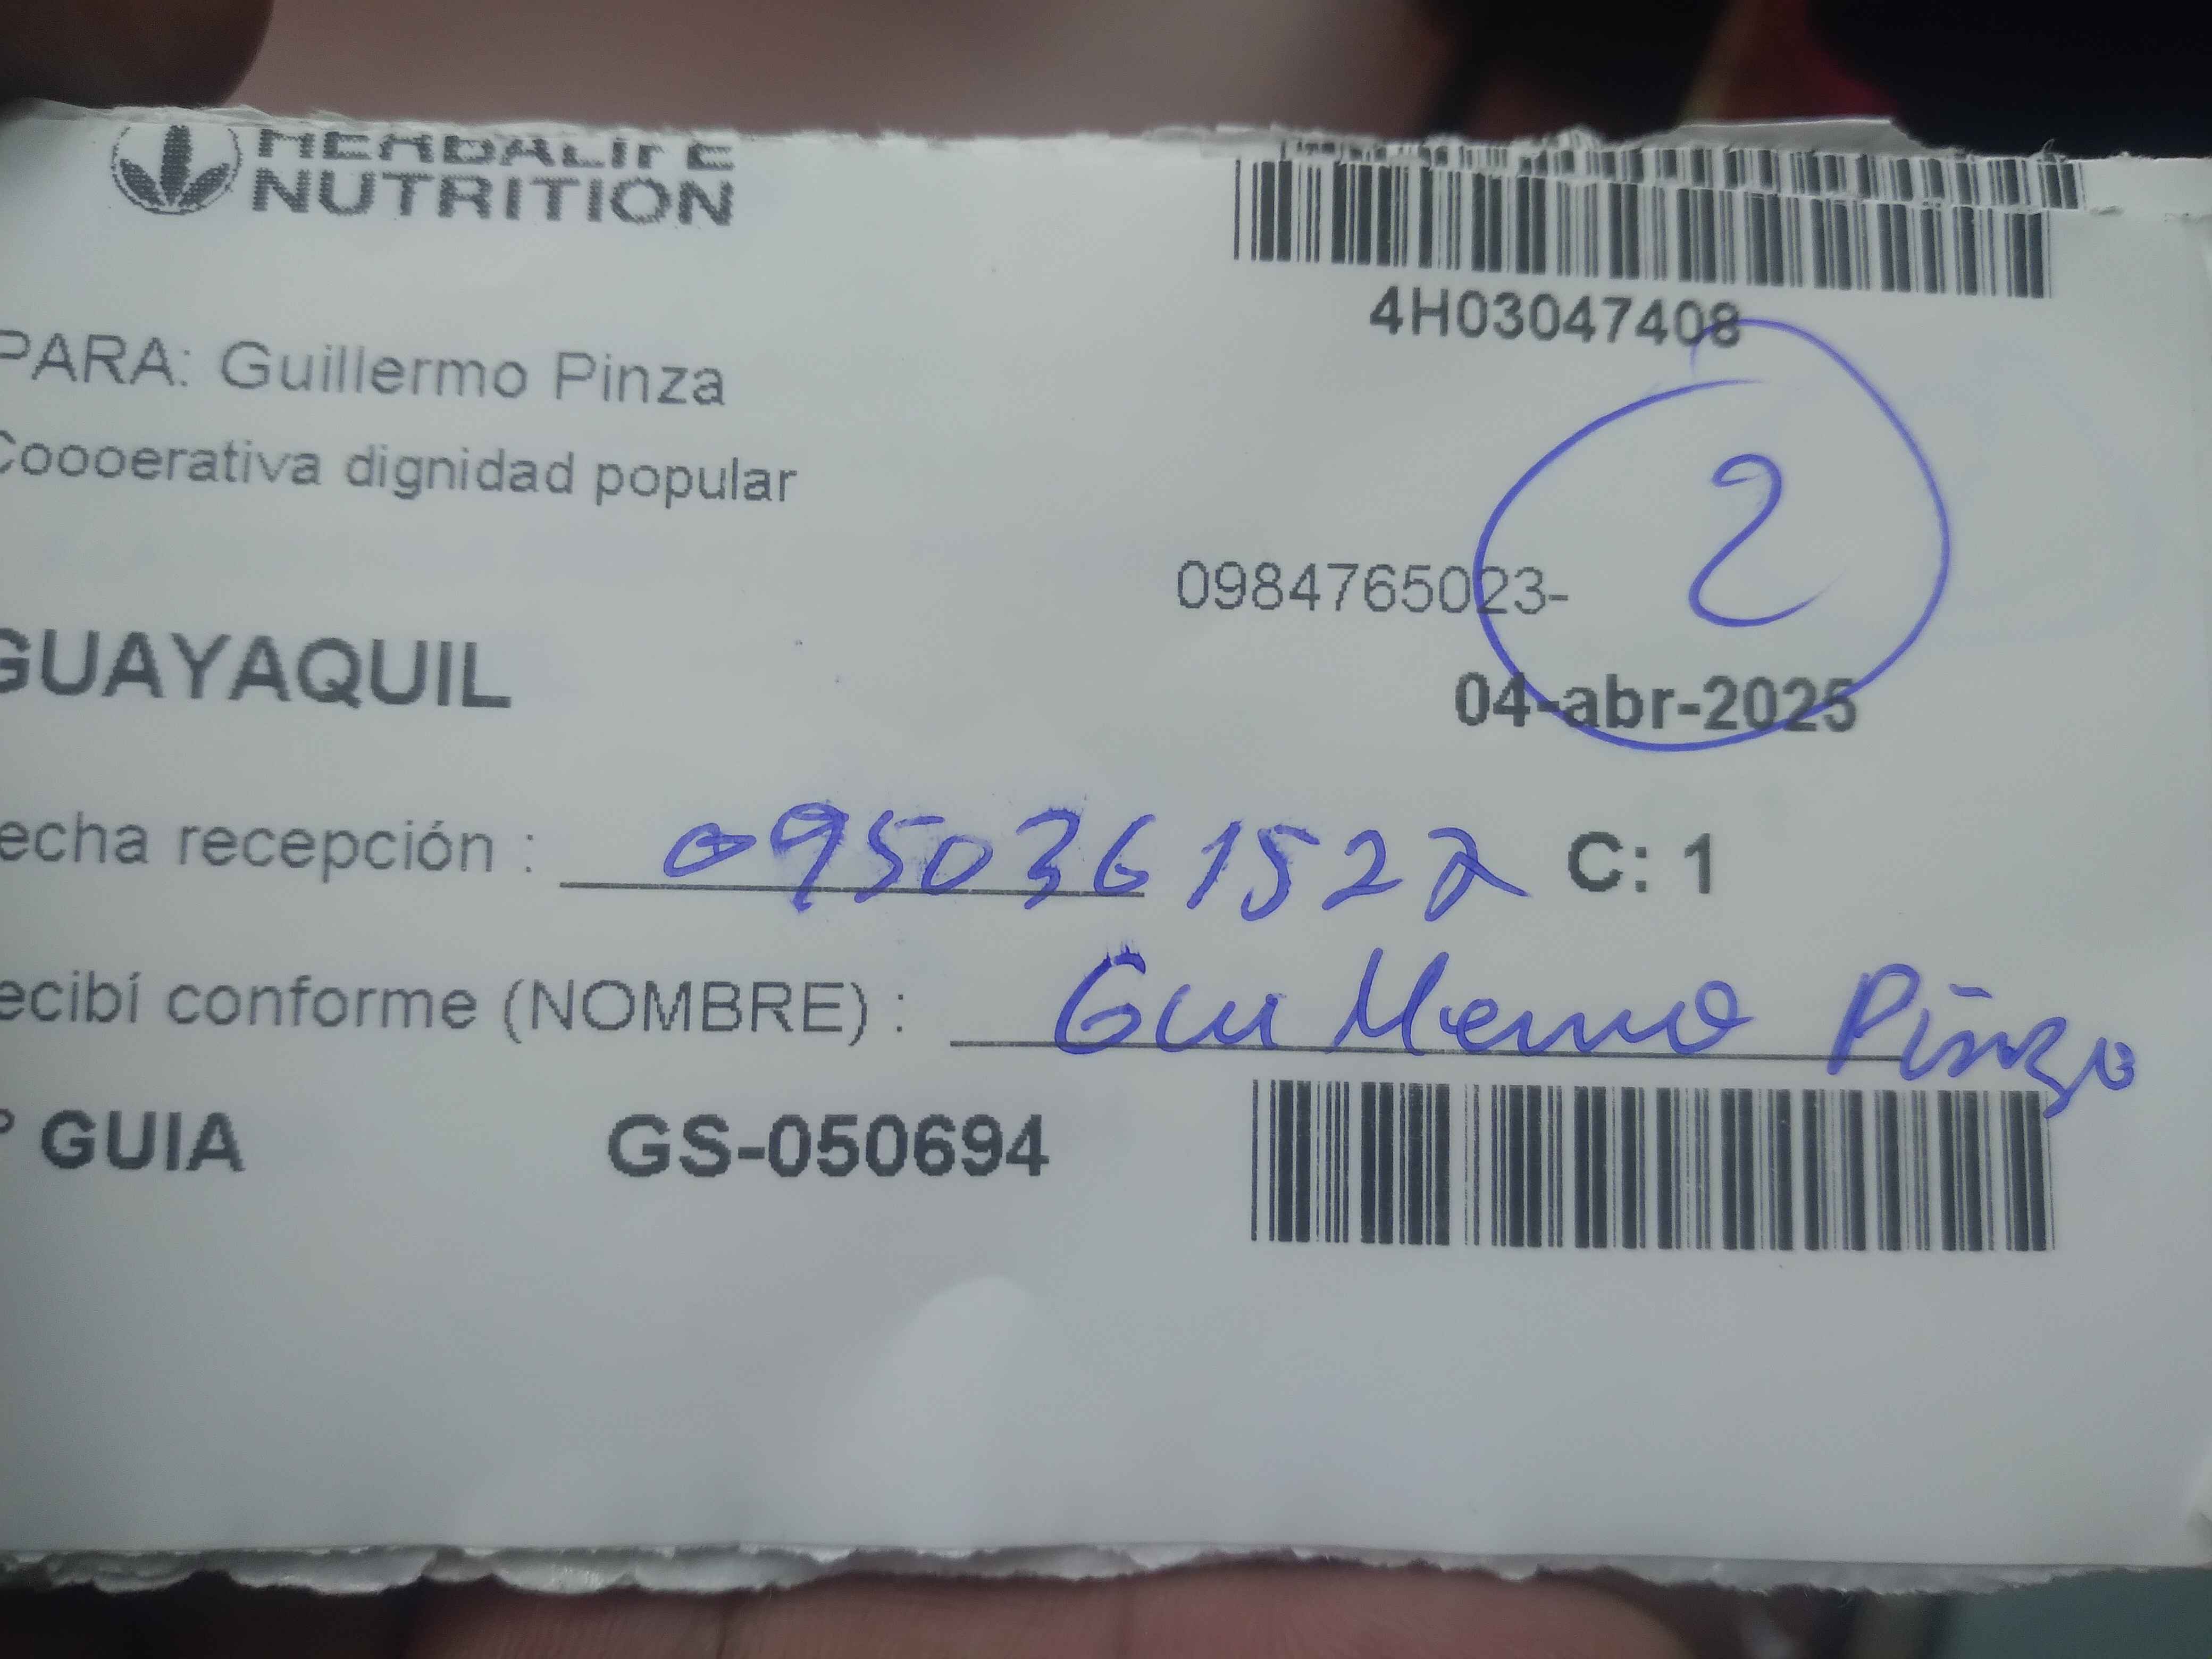 HERBALIFE
NUTRITION
4H03047408
PARA: Guillermo Pinza
Coooerativa dignidad popular
2
0984765023-
GUAYAQUIL
04-abr-2025
echa recepción : 0950361522 C: 1
ecibí conforme (NOMBRE) : Guillermo Pinza
° GUIA GS-050694